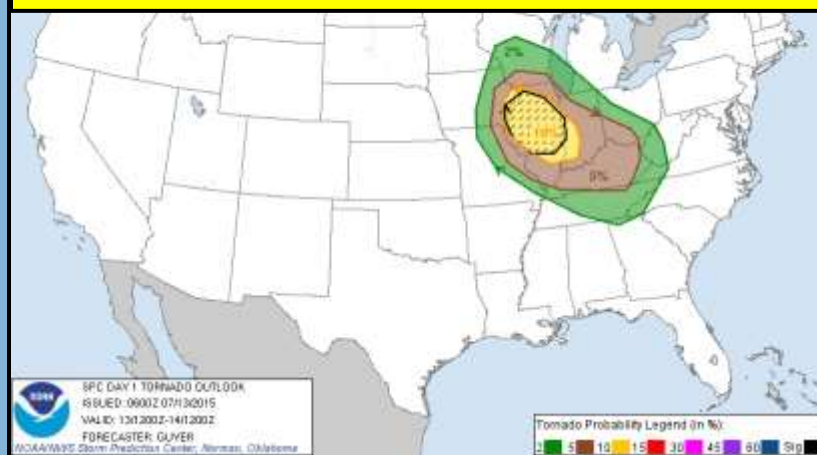 2%
10%
5%
NOAA
SPC DAY 1 TORNADO OUTLOOK
ISSUED: 0600Z 07/13/2015
VALID: 13/1200Z-14/1200Z
FORECASTER: GUYER
NOAA/NWS Storm Prediction Center, Norman, Oklahoma
Tornado Probability Legend (in %):
2 5 10 15 30 45 60 Sig